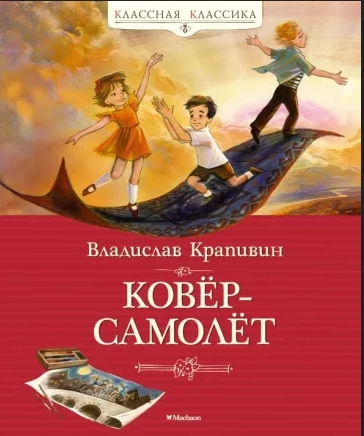 Классная Классика
Владислав Крапивин
КОВЁР-
САМОЛЁТ
Machaon